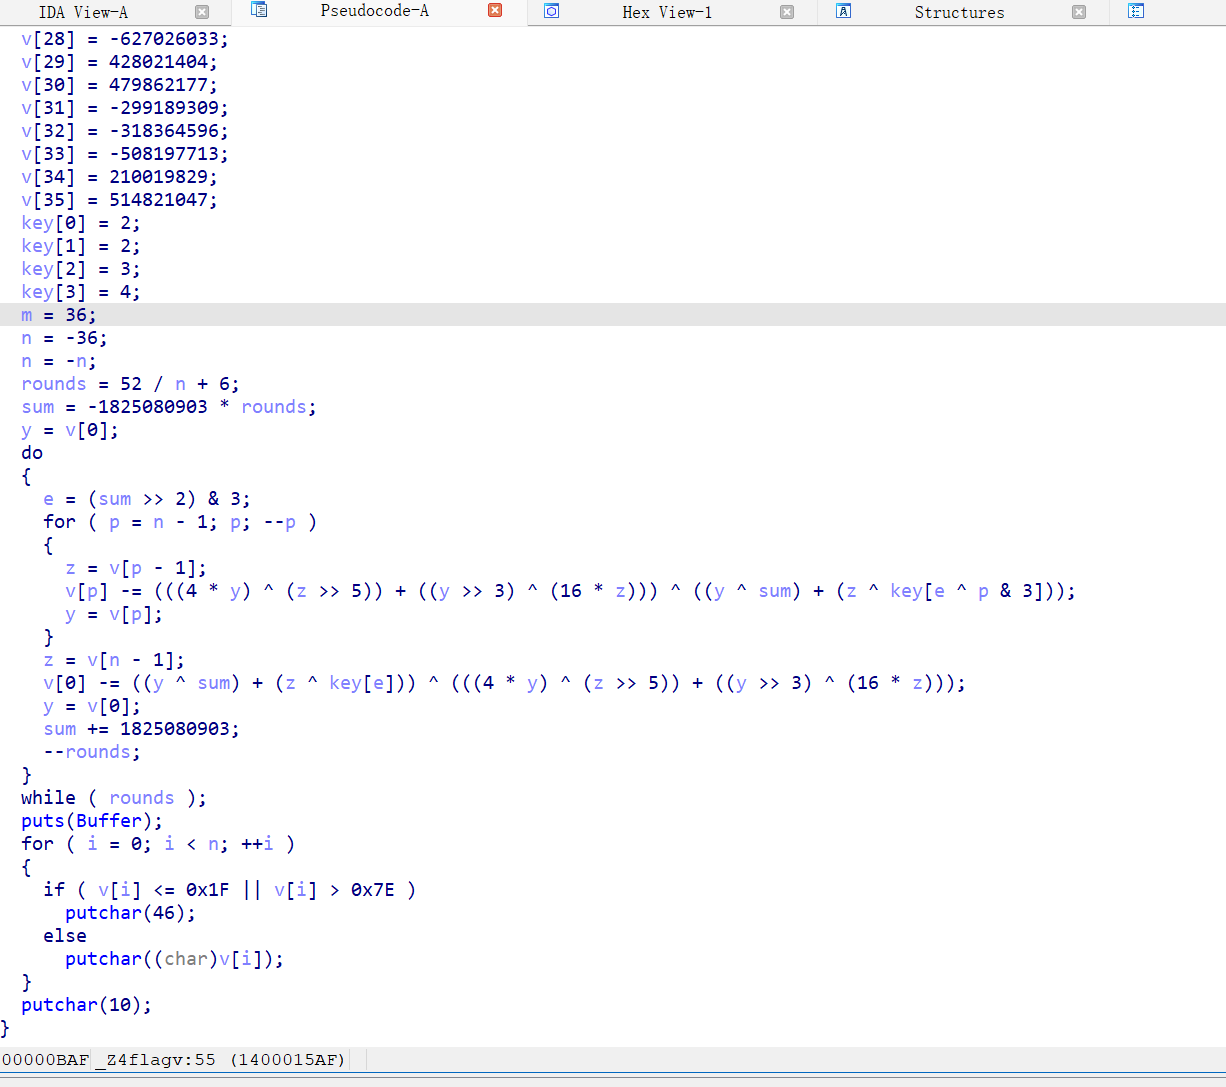 IDA View-A Pseudocode-A Hex View-1 Structures
v[28] = -627026033;
v[29] = 428021404;
v[30] = 479862177;
v[31] = -299189309;
v[32] = -318364596;
v[33] = -508197713;
v[34] = 210019829;
v[35] = 514821047;
key[0] = 2;
key[1] = 2;
key[2] = 3;
key[3] = 4;
m = 36;
n = -36;
n = -n;
rounds = 52 / n + 6;
sum = -1825080903 * rounds;
y = v[0];
do
{
e = (sum >> 2) & 3;
for ( p = n - 1; p; --p )
{
z = v[p - 1];
v[p] -= (((4 * y) ^ (z >> 5)) + ((y >> 3) ^ (16 * z))) ^ ((y ^ sum) + (z ^ key[e ^ p & 3]));
y = v[p];
}
z = v[n - 1];
v[0] -= ((y ^ sum) + (z ^ key[e])) ^ (((4 * y) ^ (z >> 5)) + ((y >> 3) ^ (16 * z)));
y = v[0];
sum += 1825080903;
--rounds;
}
while ( rounds );
puts(Buffer);
for ( i = 0; i < n; ++i )
{
if ( v[i] <= 0x1F || v[i] > 0x7E )
putchar(46);
else
putchar((char)v[i]);
}
putchar(10);
}
00000BAF _Z4flagv:55 (1400015AF)